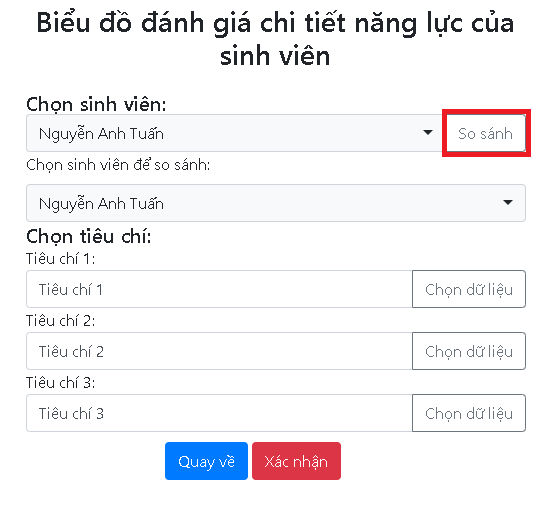 Biểu đồ đánh giá chi tiết năng lực của
sinh viên
Chọn sinh viên:
Nguyễn Anh Tuấn
So sánh
Chọn sinh viên để so sánh:
Nguyễn Anh Tuấn
Chọn tiêu chí:
Tiêu chí 1:
Tiêu chí 1
Chọn dữ liệu
Tiêu chí 2:
Tiêu chí 2
Chọn dữ liệu
Tiêu chí 3:
Tiêu chí 3
Chọn dữ liệu
Quay về
Xác nhận